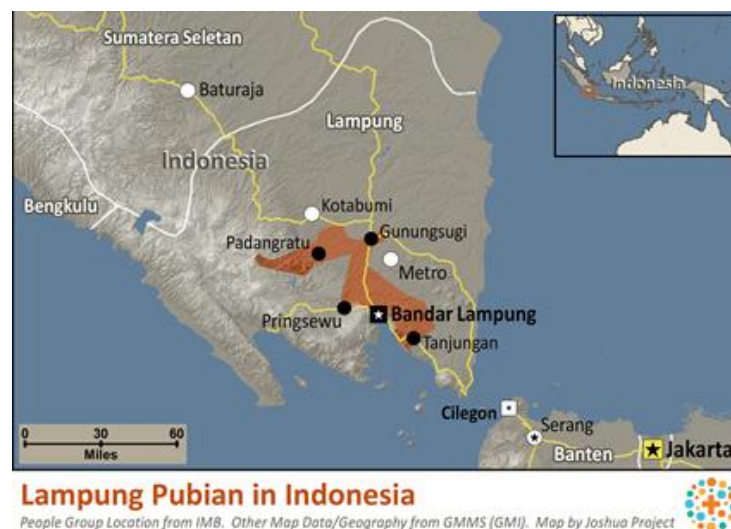 Sumatera Seletan
Baturaja
Indonesia
Lampung
Indonesia
Bengkulu
Kotabumi
Gunungsugi
Padangratu
Metro
Pringsewu
Bandar Lampung
Tanjungan
Cilegon
Serang
Banten
Jakarta
0 30 60
Miles
Lampung Pubian in Indonesia
People Group Location from IMB. Other Map Data/Geography from GMMS (GMI). Map by Joshua Project